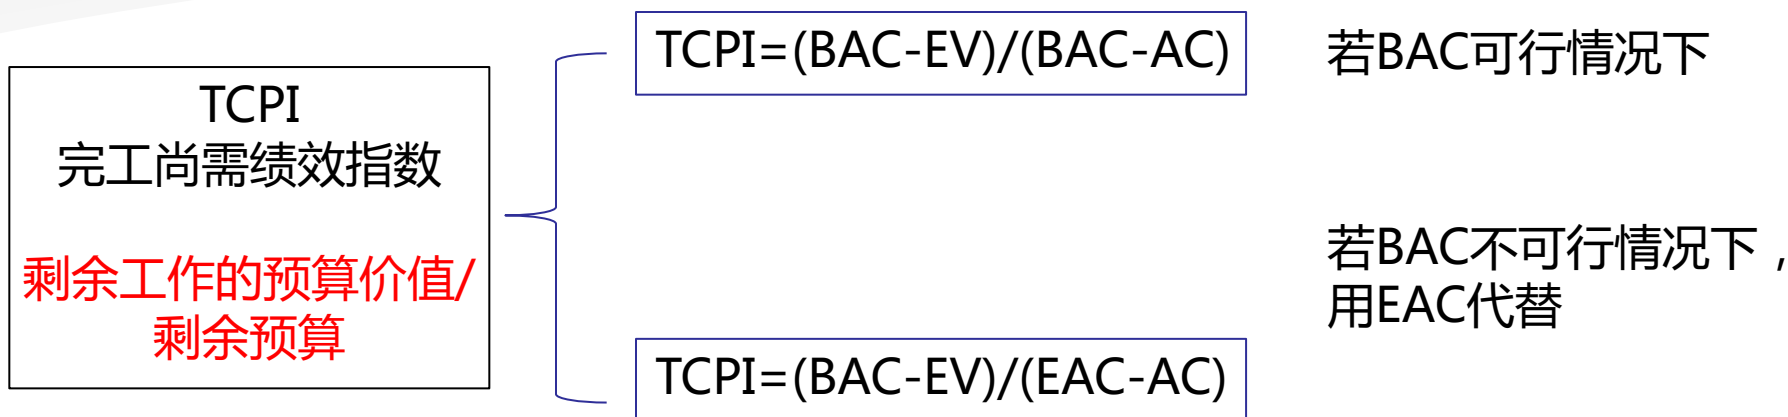 TCPI
完工尚需绩效指数
剩余工作的预算价值/
剩余预算
TCPI=(BAC-EV)/(BAC-AC)
若BAC可行情况下
若BAC不可行情况下，
用EAC代替
TCPI=(BAC-EV)/(EAC-AC)